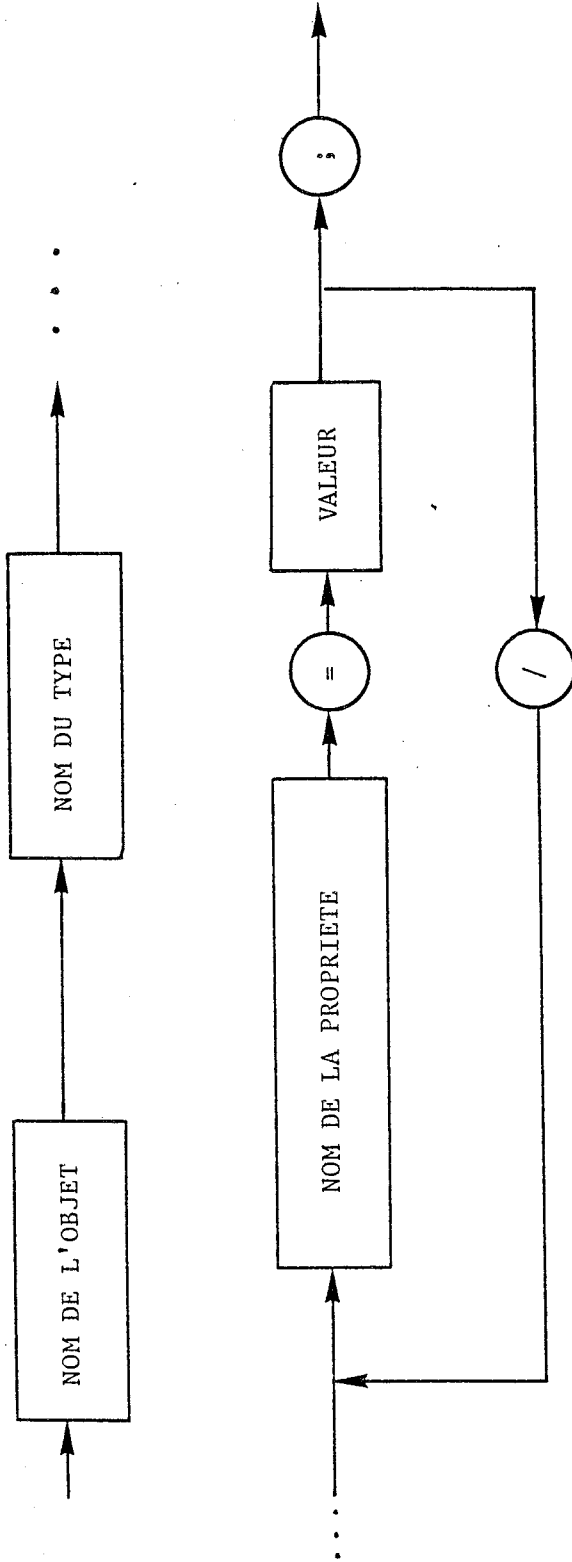 NOM DE L'OBJET
NOM DU TYPE
. . .
. . . .
NOM DE LA PROPRIETE
=
VALEUR
;
/